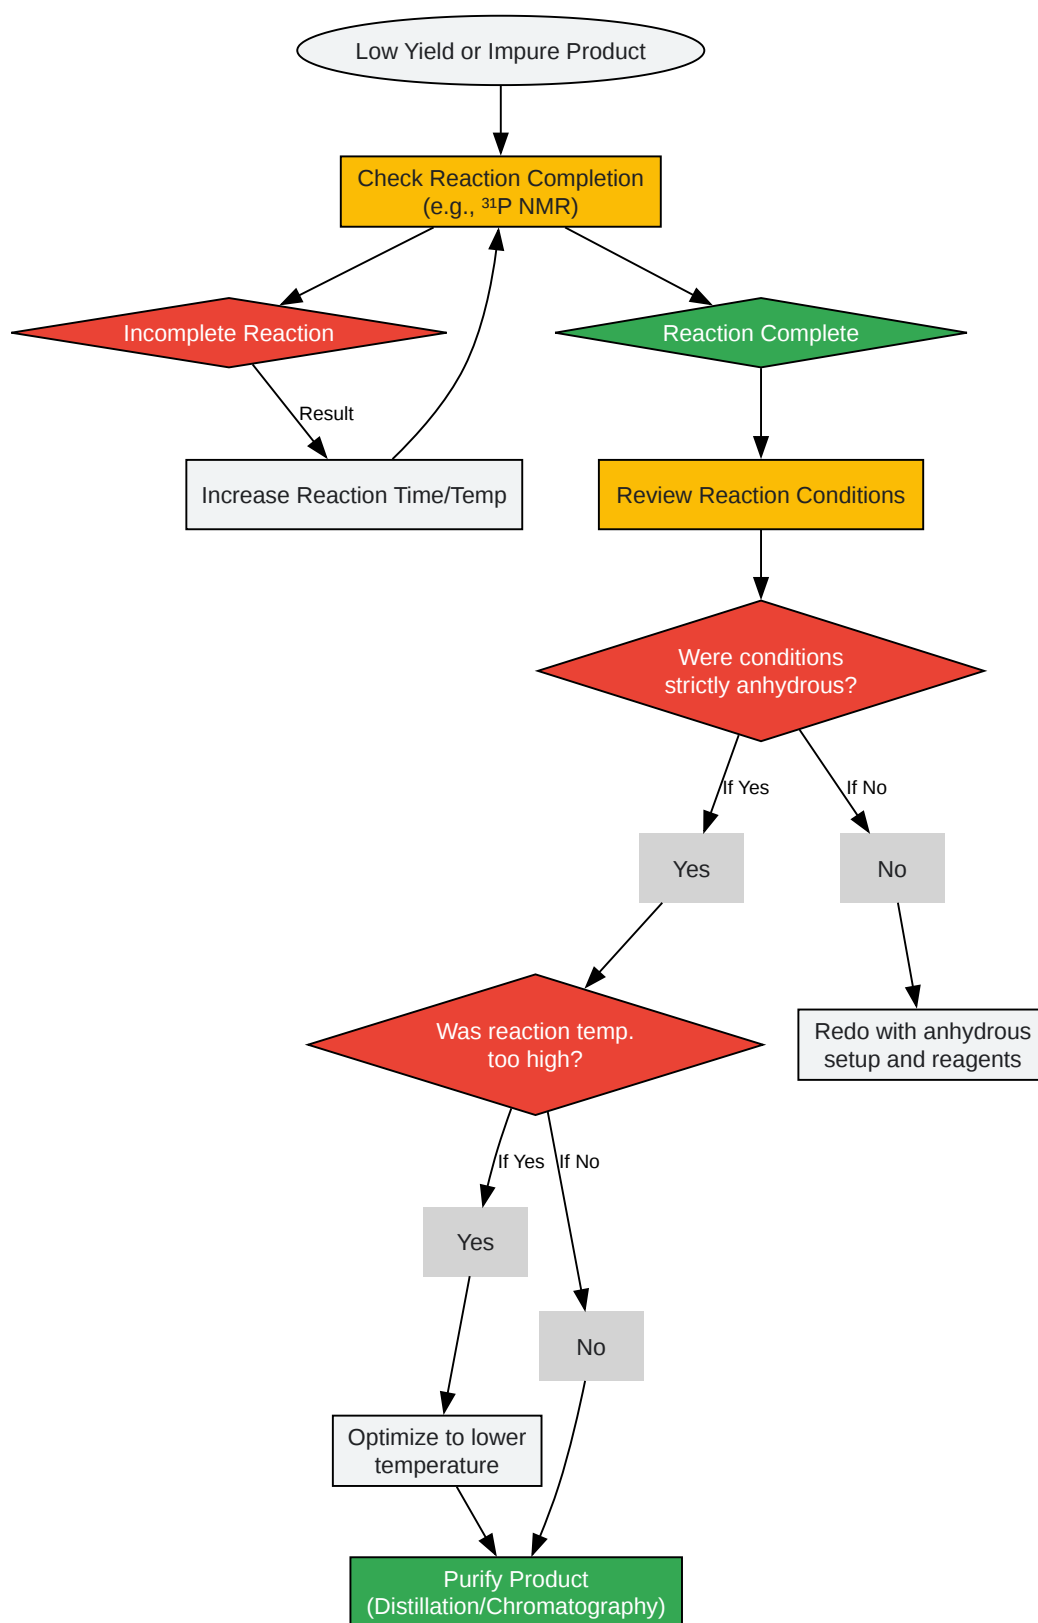 Low Yield or Impure Product
Check Reaction Completion
(e.g., ³¹P NMR)
Incomplete Reaction
Reaction Complete
Result
Increase Reaction Time/Temp
Review Reaction Conditions
Were conditions
strictly anhydrous?
If Yes
If No
Yes
No
Was reaction temp.
too high?
Redo with anhydrous
setup and reagents
If Yes
If No
Yes
No
Optimize to lower
temperature
Purify Product
(Distillation/Chromatography)